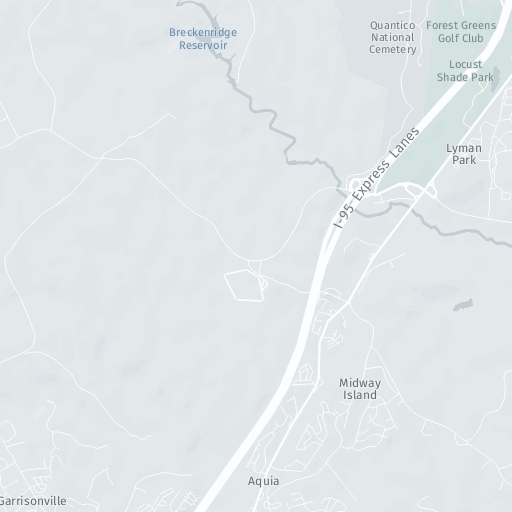 Breckenridge
Reservoir
Quantico
National
Cemetery
Forest Greens
Golf Club
Locust
Shade Park
Lyman
Park
I-95-Express Lanes
Midway
Island
Aquia
Garrisonville